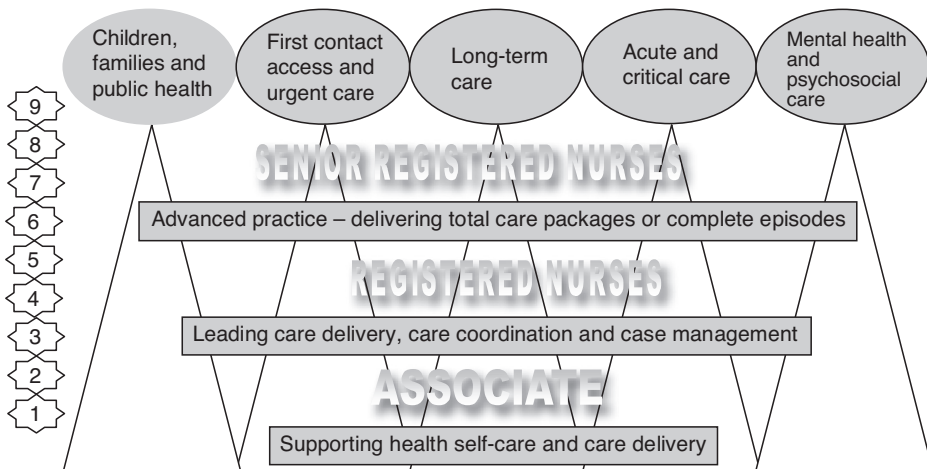 Children,
families and
public health
First contact
access and
urgent care
Long-term
care
Acute and
critical care
Mental health
and
psychosocial
care
9
8
SENIOR REGISTERED NURSES
7
6
Advanced practice – delivering total care packages or complete episodes
5
REGISTERED NURSES
4
3
Leading care delivery, care coordination and case management
2
ASSOCIATE
1
Supporting health self-care and care delivery